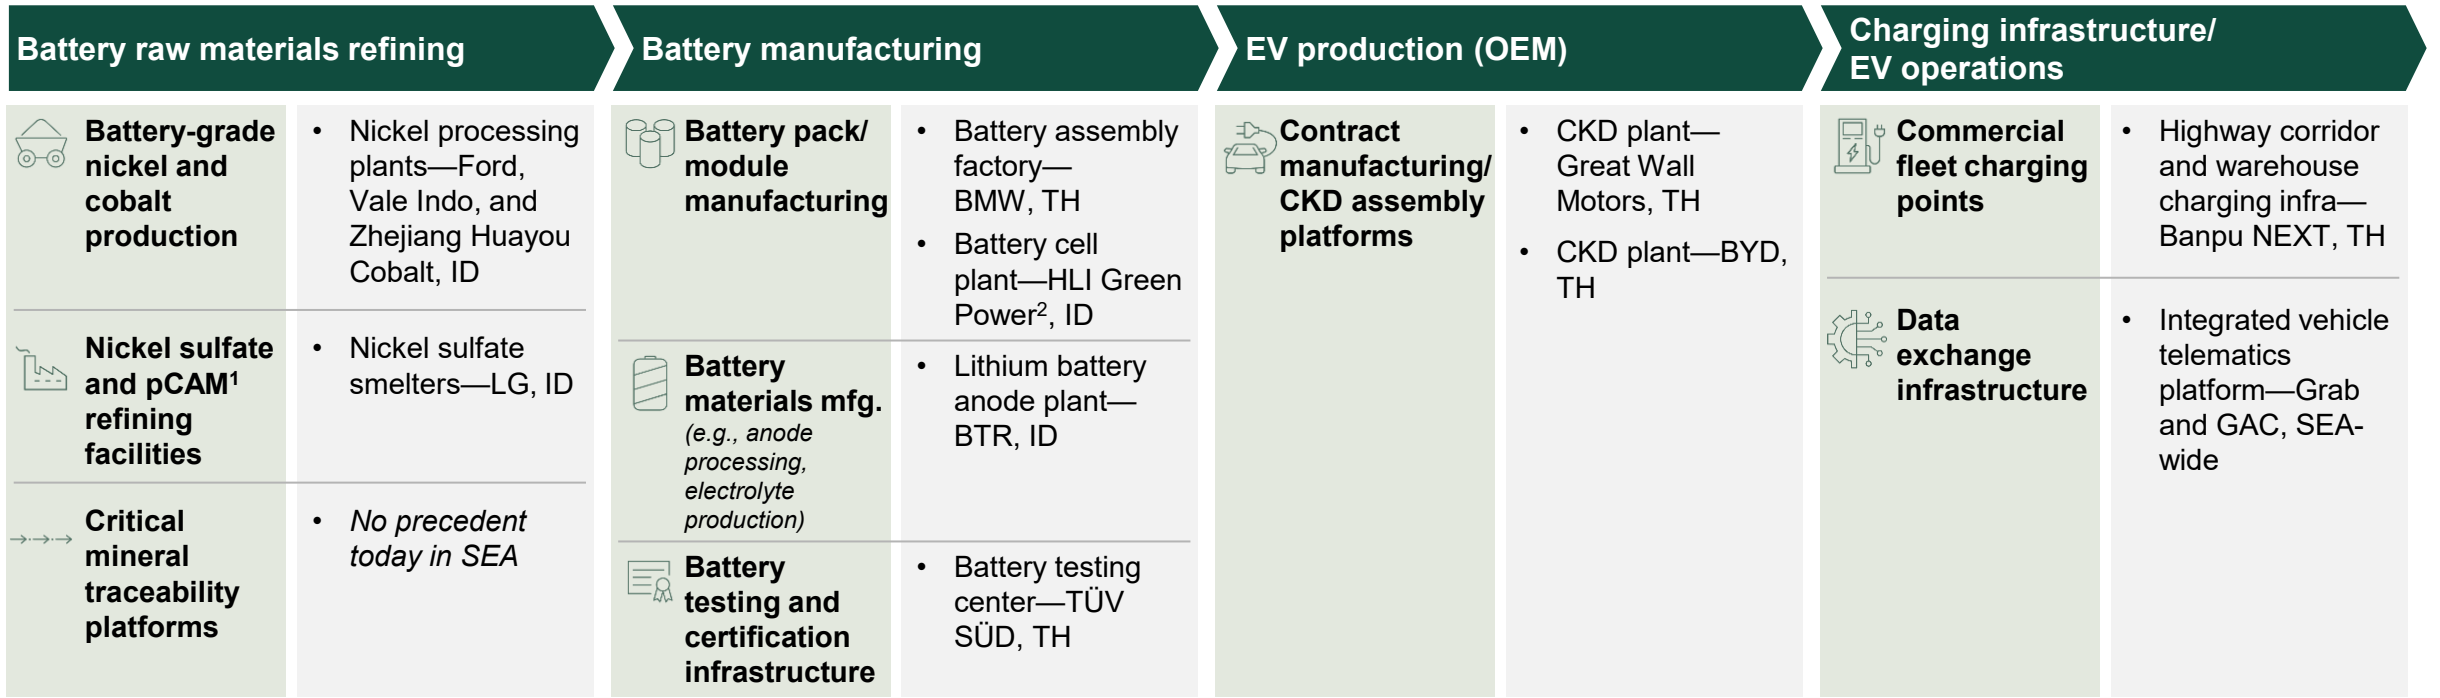 Battery raw materials refining
Battery manufacturing
EV production (OEM)
Charging infrastructure/
EV operations
Battery-grade
nickel and
cobalt
production
• Nickel processing
plants—Ford,
Vale Indo, and
Zhejiang Huayou
Cobalt, ID
Nickel sulfate
and pCAM¹
refining
facilities
• Nickel sulfate
smelters—LG, ID
Critical
mineral
traceability
platforms
• No precedent
today in SEA
Battery pack/
module
manufacturing
• Battery assembly
factory—
BMW, TH
• Battery cell
plant—HLI Green
Power², ID
Battery
materials mfg.
(e.g., anode
processing,
electrolyte
production)
• Lithium battery
anode plant—
BTR, ID
Battery
testing and
certification
infrastructure
• Battery testing
center—TÜV
SÜD, TH
Contract
manufacturing/
CKD assembly
platforms
• CKD plant—
Great Wall
Motors, TH
• CKD plant—BYD,
TH
Commercial
fleet charging
points
• Highway corridor
and warehouse
charging infra—
Banpu NEXT, TH
Data
exchange
infrastructure
• Integrated vehicle
telematics
platform—Grab
and GAC, SEA-
wide